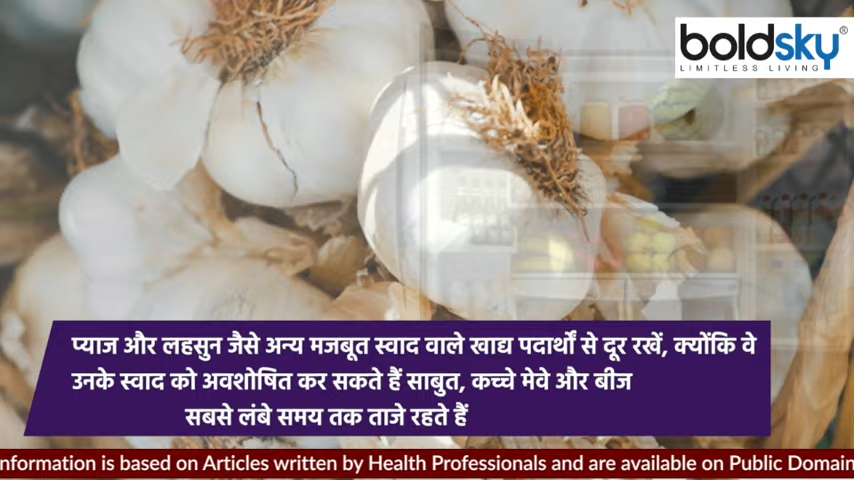 boldsky®
LIMITLESS LIVING
प्याज और लहसुन जैसे अन्य मजबूत स्वाद वाले खाद्य पदार्थों से दूर रखें, क्योंकि वे
उनके स्वाद को अवशोषित कर सकते हैं साबुत, कच्चे मेवे और बीज
सबसे लंबे समय तक ताजे रहते हैं
nformation is based on Articles written by Health Professionals and are available on Public Domain